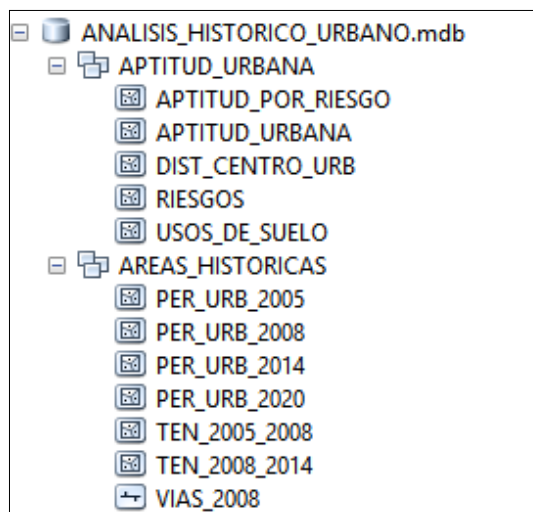 ANALISIS_HISTORICO_URBANO.mdb
APTITUD_URBANA
APTITUD_POR_RIESGO
APTITUD_URBANA
DIST_CENTRO_URB
RIESGOS
USOS_DE_SUELO
AREAS_HISTORICAS
PER_URB_2005
PER_URB_2008
PER_URB_2014
PER_URB_2020
TEN_2005_2008
TEN_2008_2014
VIAS_2008